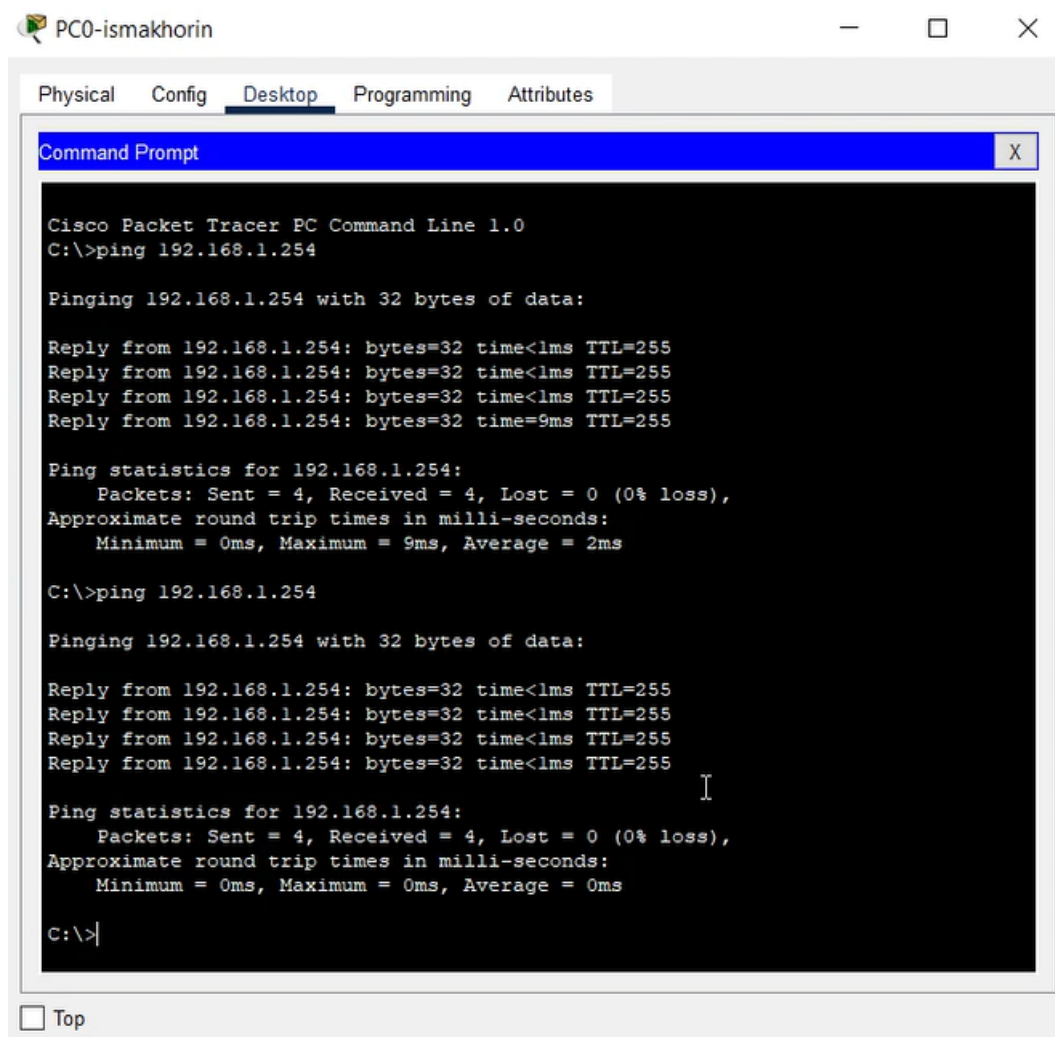 PC0-ismakhorin
Physical Config Desktop Programming Attributes
Command Prompt X
Cisco Packet Tracer PC Command Line 1.0
C:\>ping 192.168.1.254
Pinging 192.168.1.254 with 32 bytes of data:
Reply from 192.168.1.254: bytes=32 time<1ms TTL=255
Reply from 192.168.1.254: bytes=32 time<1ms TTL=255
Reply from 192.168.1.254: bytes=32 time<1ms TTL=255
Reply from 192.168.1.254: bytes=32 time=9ms TTL=255
Ping statistics for 192.168.1.254:
Packets: Sent = 4, Received = 4, Lost = 0 (0% loss),
Approximate round trip times in milli-seconds:
Minimum = 0ms, Maximum = 9ms, Average = 2ms
C:\>ping 192.168.1.254
Pinging 192.168.1.254 with 32 bytes of data:
Reply from 192.168.1.254: bytes=32 time<1ms TTL=255
Reply from 192.168.1.254: bytes=32 time<1ms TTL=255
Reply from 192.168.1.254: bytes=32 time<1ms TTL=255
Reply from 192.168.1.254: bytes=32 time<1ms TTL=255
Ping statistics for 192.168.1.254:
Packets: Sent = 4, Received = 4, Lost = 0 (0% loss),
Approximate round trip times in milli-seconds:
Minimum = 0ms, Maximum = 0ms, Average = 0ms
C:\>
Top